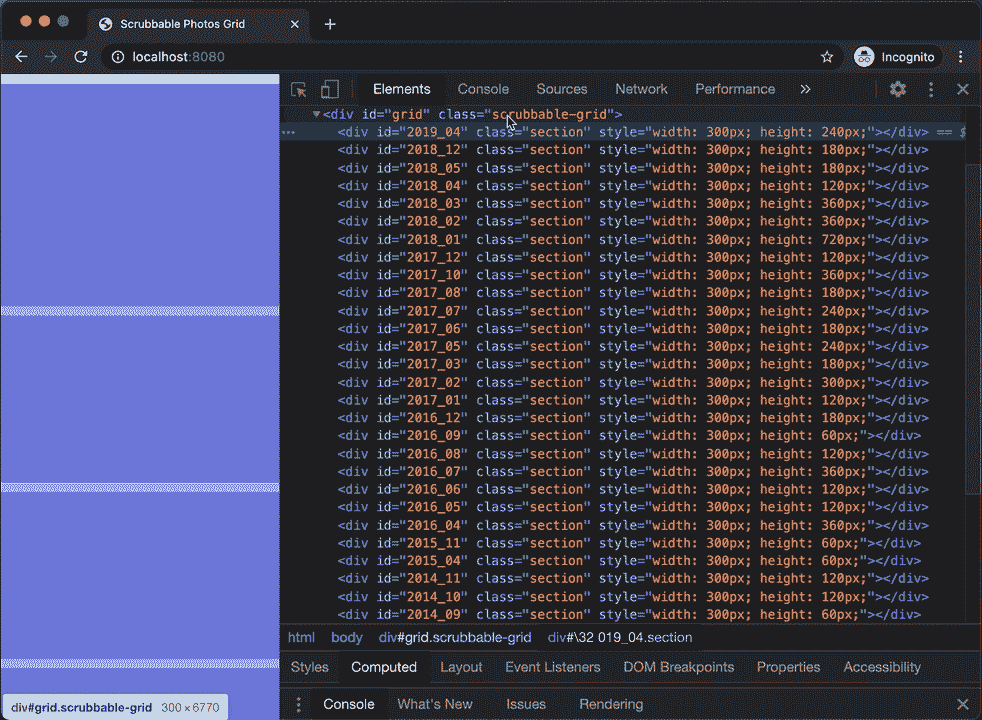 Scrubbable Photos Grid
localhost:8080
Incognito
Elements Console Sources Network Performance »
▼<div id="grid" class="scrubbable-grid">
<div id="2019_04" class="section" style="width: 300px; height: 240px;"></div> == $
<div id="2018_12" class="section" style="width: 300px; height: 180px;"></div>
<div id="2018_05" class="section" style="width: 300px; height: 180px;"></div>
<div id="2018_04" class="section" style="width: 300px; height: 120px;"></div>
<div id="2018_03" class="section" style="width: 300px; height: 360px;"></div>
<div id="2018_02" class="section" style="width: 300px; height: 360px;"></div>
<div id="2018_01" class="section" style="width: 300px; height: 720px;"></div>
<div id="2017_12" class="section" style="width: 300px; height: 120px;"></div>
<div id="2017_10" class="section" style="width: 300px; height: 360px;"></div>
<div id="2017_08" class="section" style="width: 300px; height: 180px;"></div>
<div id="2017_07" class="section" style="width: 300px; height: 240px;"></div>
<div id="2017_06" class="section" style="width: 300px; height: 180px;"></div>
<div id="2017_05" class="section" style="width: 300px; height: 240px;"></div>
<div id="2017_03" class="section" style="width: 300px; height: 180px;"></div>
<div id="2017_02" class="section" style="width: 300px; height: 300px;"></div>
<div id="2017_01" class="section" style="width: 300px; height: 120px;"></div>
<div id="2016_12" class="section" style="width: 300px; height: 180px;"></div>
<div id="2016_09" class="section" style="width: 300px; height: 60px;"></div>
<div id="2016_08" class="section" style="width: 300px; height: 120px;"></div>
<div id="2016_07" class="section" style="width: 300px; height: 360px;"></div>
<div id="2016_06" class="section" style="width: 300px; height: 120px;"></div>
<div id="2016_05" class="section" style="width: 300px; height: 120px;"></div>
<div id="2016_04" class="section" style="width: 300px; height: 360px;"></div>
<div id="2015_11" class="section" style="width: 300px; height: 60px;"></div>
<div id="2015_04" class="section" style="width: 300px; height: 60px;"></div>
<div id="2014_11" class="section" style="width: 300px; height: 120px;"></div>
<div id="2014_10" class="section" style="width: 300px; height: 120px;"></div>
<div id="2014_09" class="section" style="width: 300px; height: 60px;"></div>
html body div#grid.scrubbable-grid div#\32 019_04.section
Styles Computed Layout Event Listeners DOM Breakpoints Properties Accessibility
div#grid.scrubbable-grid 300 × 6770
Console What's New Issues Rendering